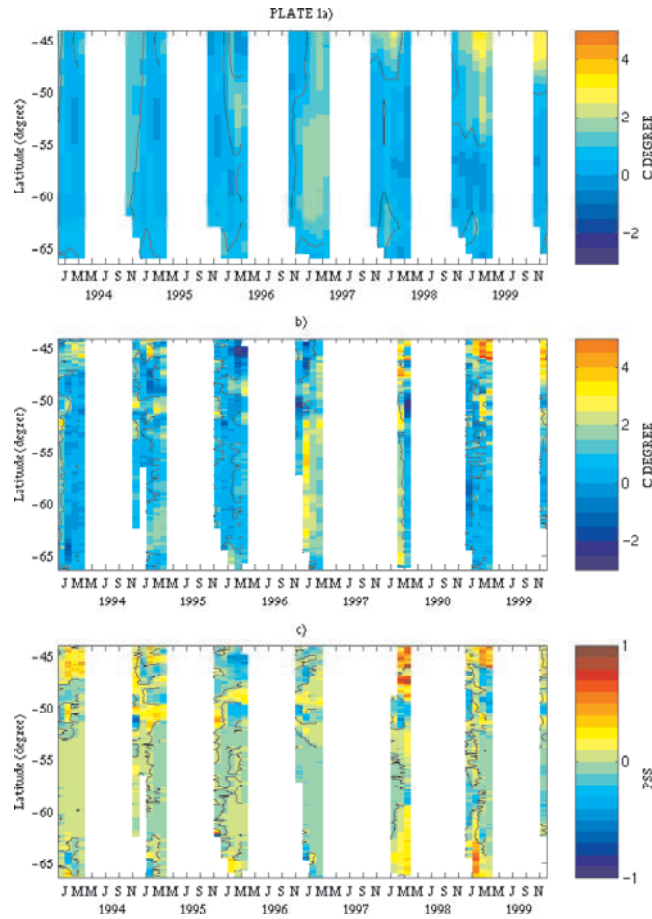 PLATE 1a)
-45
-50
-55
-60
-65
Latitude (degree)
4
2
0
-2
C DEGREE
J M M J S N J M M J S N J M M J S N J M M J S N J M M J S N J M M J S N
1994 1995 1996 1997 1998 1999
b)
-45
-50
-55
-60
-65
Latitude (degree)
4
2
0
-2
C DEGREE
J M M J S N J M M J S N J M M J S N J M M J S N J M M J S N J M M J S N
1994 1995 1996 1997 1990 1999
c)
-45
-50
-55
-60
-65
Latitude (degree)
1
0
-1
PSS
J M M J S N J M M J S N J M M J S N J M M J S N J M M J S N J M M J S N
1994 1995 1996 1997 1998 1999